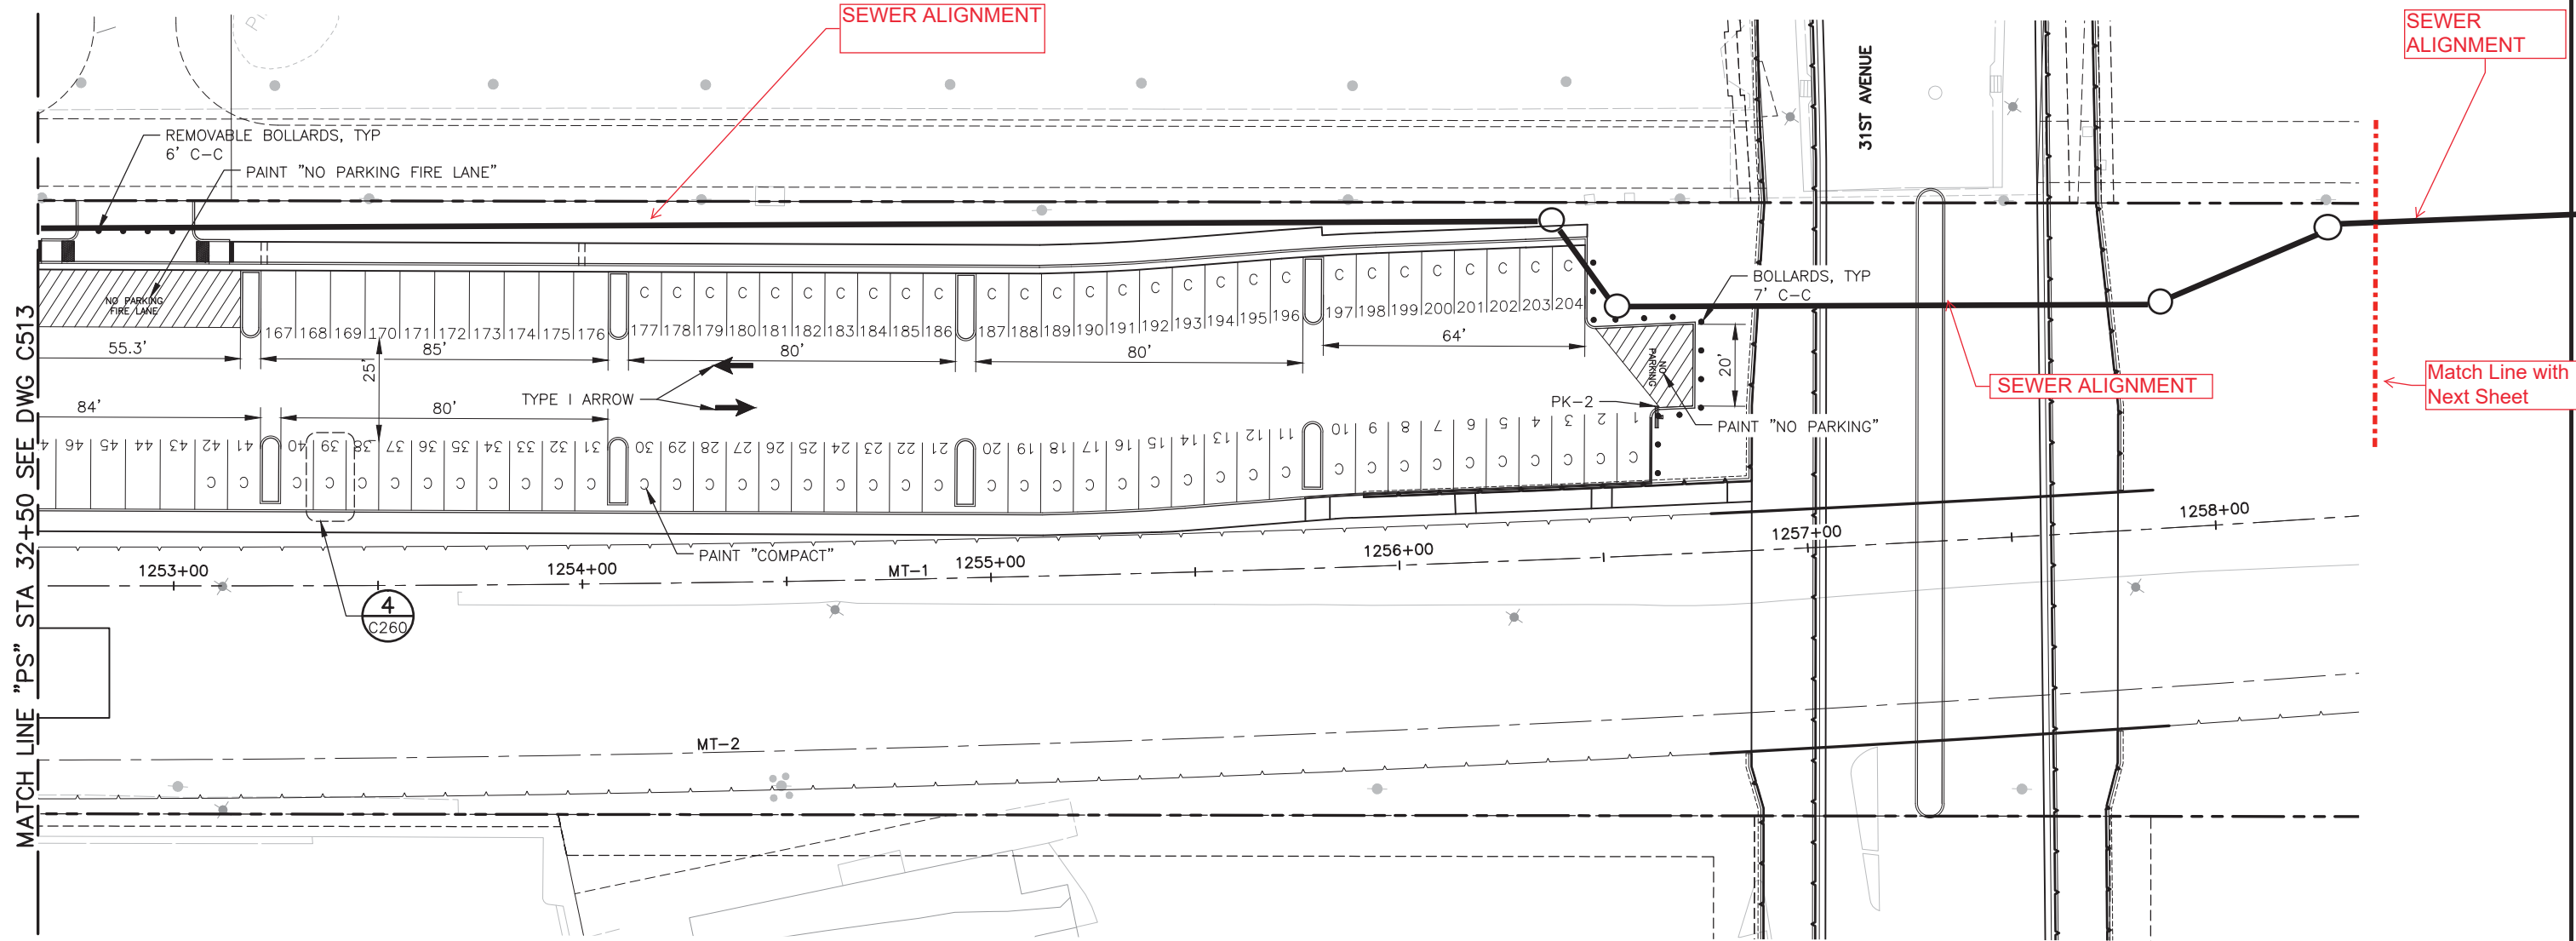 SEWER ALIGNMENT
SEWER
ALIGNMENT
31ST AVENUE
REMOVABLE BOLLARDS, TYP
6' C-C
PAINT "NO PARKING FIRE LANE"
NO PARKING
FIRE LANE
BOLLARDS, TYP
7' C-C
C C C C C C C C C C C C C C C C C C C C C C C C C C C C
167 168 169 170 171 172 173 174 175 176 177 178 179 180 181 182 183 184 185 186 187 188 189 190 191 192 193 194 195 196 197 198 199 200 201 202 203 204
55.3' 85' 80' 80' 64'
25'
20'
NO
PARKING
SEWER ALIGNMENT
Match Line with
Next Sheet
TYPE I ARROW
84' 80'
PK-2
PAINT "NO PARKING"
4 46 45 44 43 42 41 40 39 38 37 36 35 34 33 32 31 30 29 28 27 26 25 24 23 22 21 20 19 18 17 16 15 14 13 12 11 10 9 8 7 6 5 4 3 2 1
C C C C C C C C C C C C C C C C C C C C C C C C C C C C C C C C C C C C C C C C C C
PAINT "COMPACT"
1253+00 1254+00 MT-1 1255+00 1256+00 1257+00 1258+00
4
C260
MT-2
MATCH LINE "PS" STA 32+50 SEE DWG C513